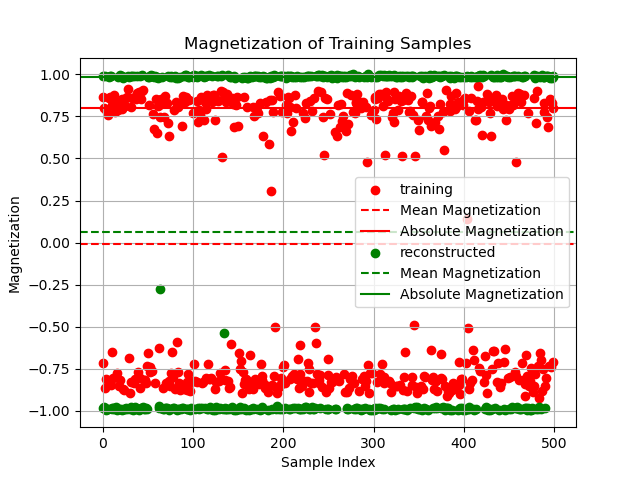 Magnetization of Training Samples
Magnetization
1.00
0.75
0.50
0.25
0.00
−0.25
−0.50
−0.75
−1.00
training
Mean Magnetization
Absolute Magnetization
reconstructed
Mean Magnetization
Absolute Magnetization
0 100 200 300 400 500
Sample Index